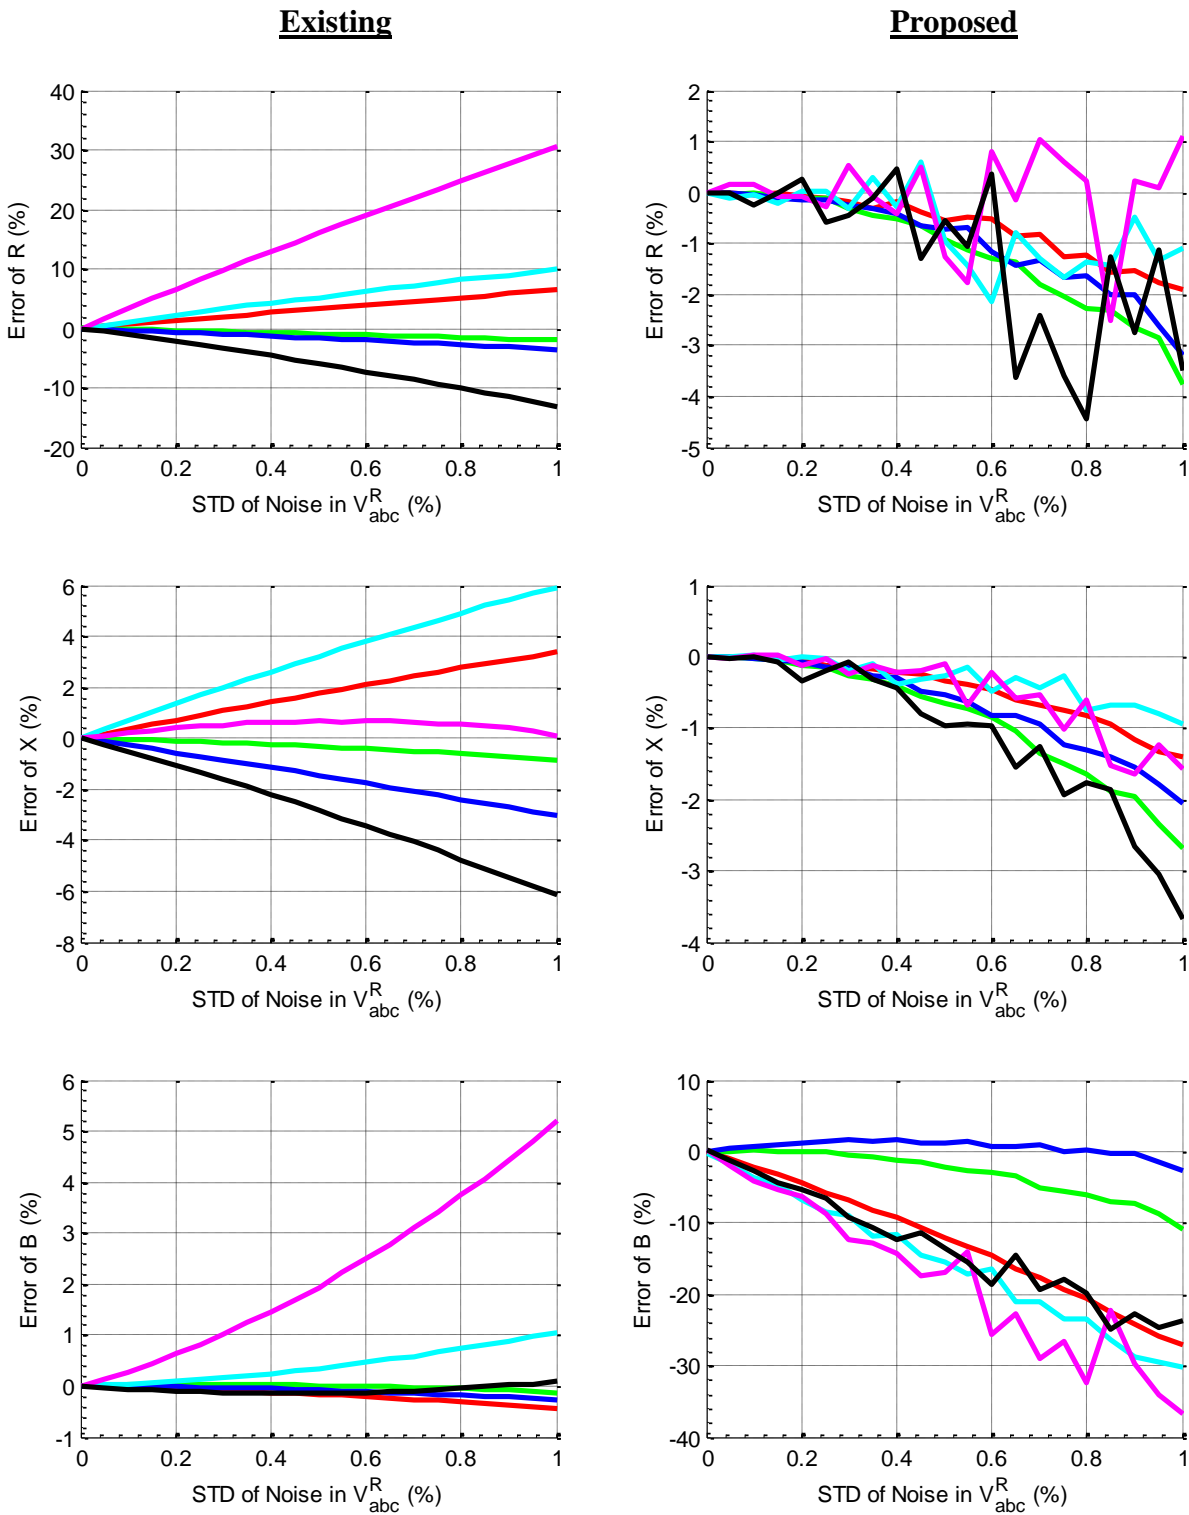 Existing Proposed
40
30
20
10
0
-10
-20
0 0.2 0.4 0.6 0.8 1
Error of R (%)
STD of Noise in V^R_abc (%)
2
1
0
-1
-2
-3
-4
-5
0 0.2 0.4 0.6 0.8 1
Error of R (%)
STD of Noise in V^R_abc (%)
6
4
2
0
-2
-4
-6
-8
0 0.2 0.4 0.6 0.8 1
Error of X (%)
STD of Noise in V^R_abc (%)
1
0
-1
-2
-3
-4
0 0.2 0.4 0.6 0.8 1
Error of X (%)
STD of Noise in V^R_abc (%)
6
5
4
3
2
1
0
-1
0 0.2 0.4 0.6 0.8 1
Error of B (%)
STD of Noise in V^R_abc (%)
10
0
-10
-20
-30
-40
0 0.2 0.4 0.6 0.8 1
Error of B (%)
STD of Noise in V^R_abc (%)